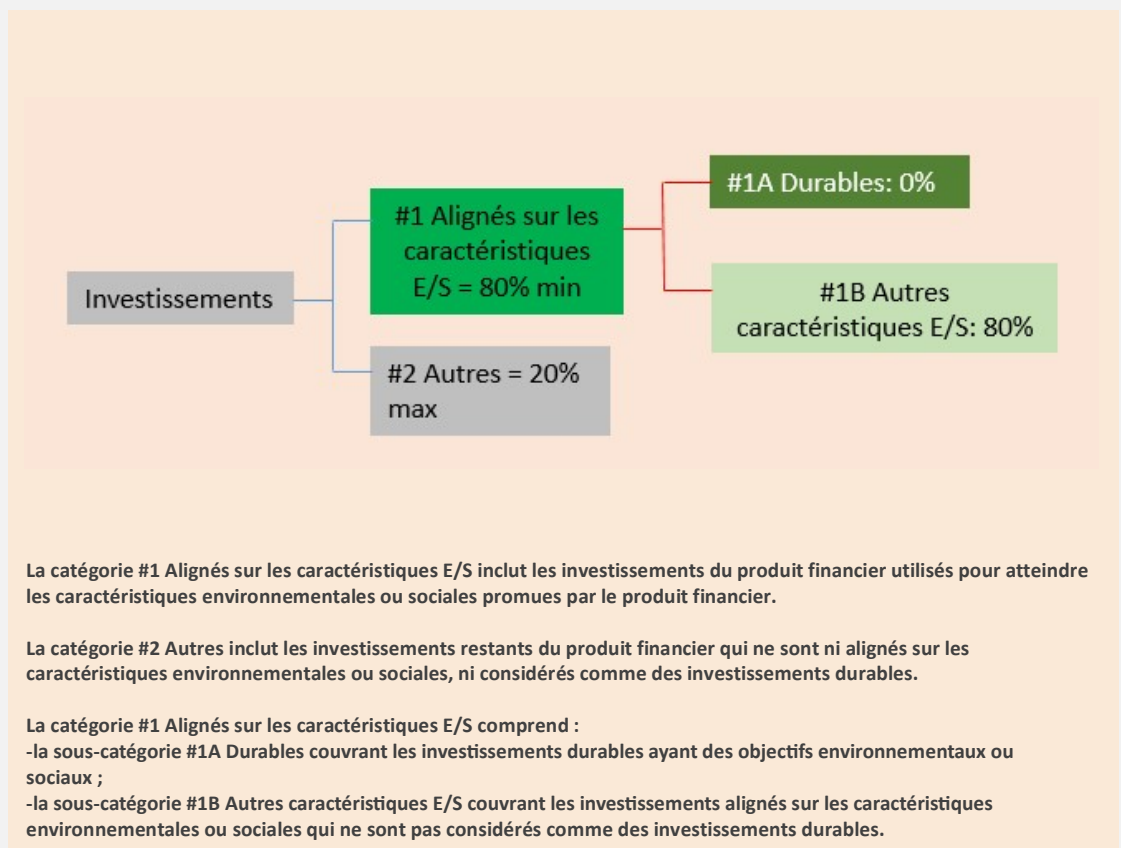 #1A Durables: 0%
#1 Alignés sur les
caractéristiques
E/S = 80% min
Investissements
#1B Autres
caractéristiques E/S: 80%
#2 Autres = 20%
max
La catégorie #1 Alignés sur les caractéristiques E/S inclut les investissements du produit financier utilisés pour atteindre
les caractéristiques environnementales ou sociales promues par le produit financier.
La catégorie #2 Autres inclut les investissements restants du produit financier qui ne sont ni alignés sur les
caractéristiques environnementales ou sociales, ni considérés comme des investissements durables.
La catégorie #1 Alignés sur les caractéristiques E/S comprend :
-la sous-catégorie #1A Durables couvrant les investissements durables ayant des objectifs environnementaux ou
sociaux ;
-la sous-catégorie #1B Autres caractéristiques E/S couvrant les investissements alignés sur les caractéristiques
environnementales ou sociales qui ne sont pas considérés comme des investissements durables.